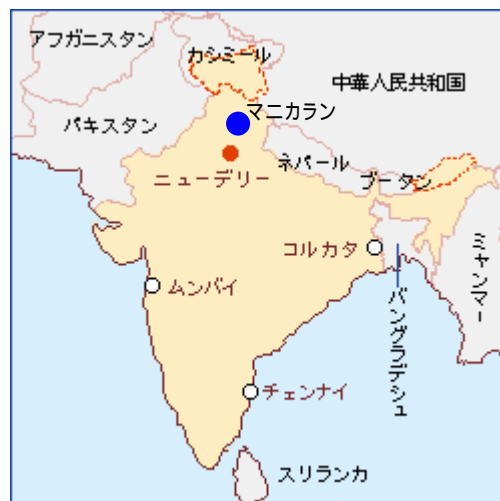 アフガニスタン
カシミール
中華人民共和国
マニカラン
パキスタン
ネパール
ニューデリー
ブータン
コルカタ
ミャンマー
ムンバイ
バングラデシュ
チェンナイ
スリランカ